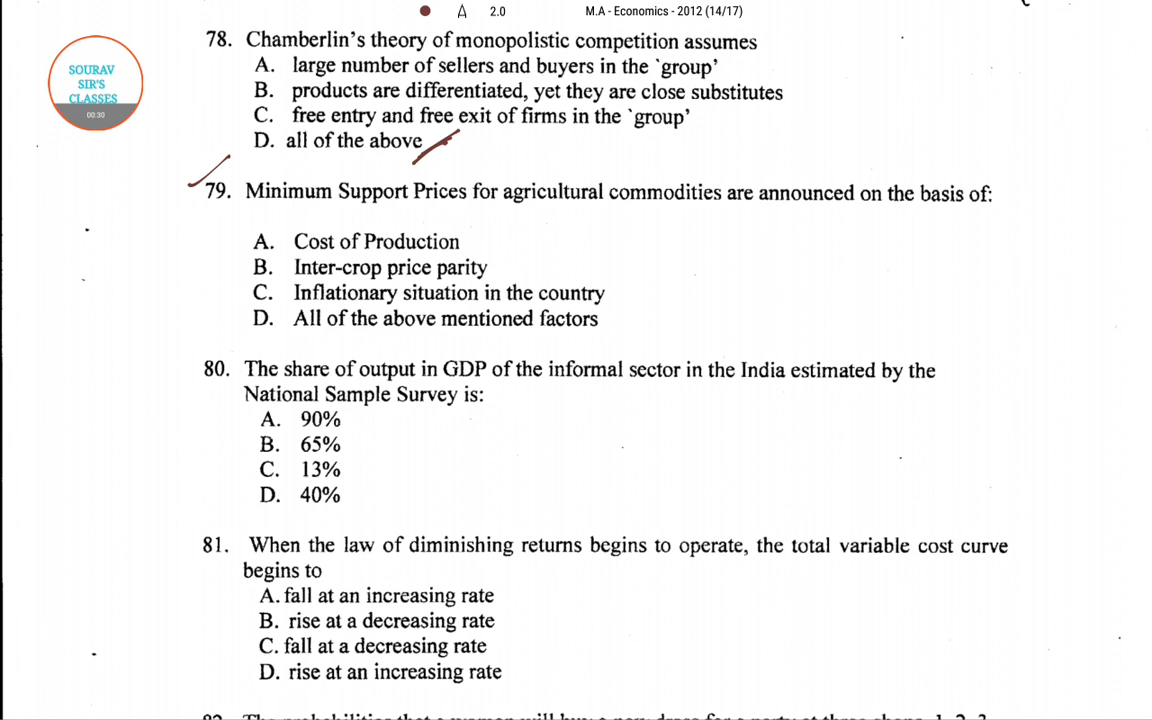 2.0 M.A - Economics - 2012 (14/17)
SOURAV
SIR'S
CLASSES
00:30
78. Chamberlin's theory of monopolistic competition assumes
A. large number of sellers and buyers in the `group'
B. products are differentiated, yet they are close substitutes
C. free entry and free exit of firms in the `group'
D. all of the above
79. Minimum Support Prices for agricultural commodities are announced on the basis of:
A. Cost of Production
B. Inter-crop price parity
C. Inflationary situation in the country
D. All of the above mentioned factors
80. The share of output in GDP of the informal sector in the India estimated by the
National Sample Survey is:
A. 90%
B. 65%
C. 13%
D. 40%
81. When the law of diminishing returns begins to operate, the total variable cost curve
begins to
A. fall at an increasing rate
B. rise at a decreasing rate
C. fall at a decreasing rate
D. rise at an increasing rate